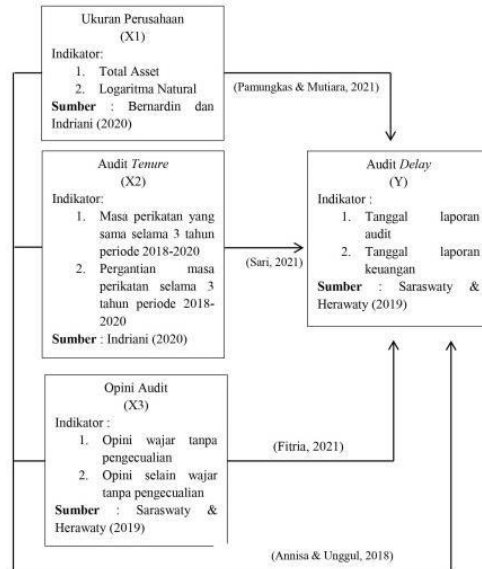 Ukuran Perusahaan
(X1)
Indikator:
1. Total Asset
2. Logaritma Natural
Sumber : Bernardin dan
Indriani (2020)
(Pamungkas & Mutiara, 2021)
Audit Tenure
(X2)
Indikator:
1. Masa perikatan yang
sama selama 3 tahun
periode 2018-2020
2. Pergantian masa
perikatan selama 3
tahun periode 2018-
2020
Sumber : Indriani (2020)
(Sari, 2021)
Audit Delay
(Y)
Indikator :
1. Tanggal laporan
audit
2. Tanggal laporan
keuangan
Sumber : Saraswaty &
Herawaty (2019)
Opini Audit
(X3)
Indikator :
1. Opini wajar tanpa
pengecualian
2. Opini selain wajar
tanpa pengecualian
Sumber : Saraswaty &
Herawaty (2019)
(Fitria, 2021)
(Annisa & Unggul, 2018)